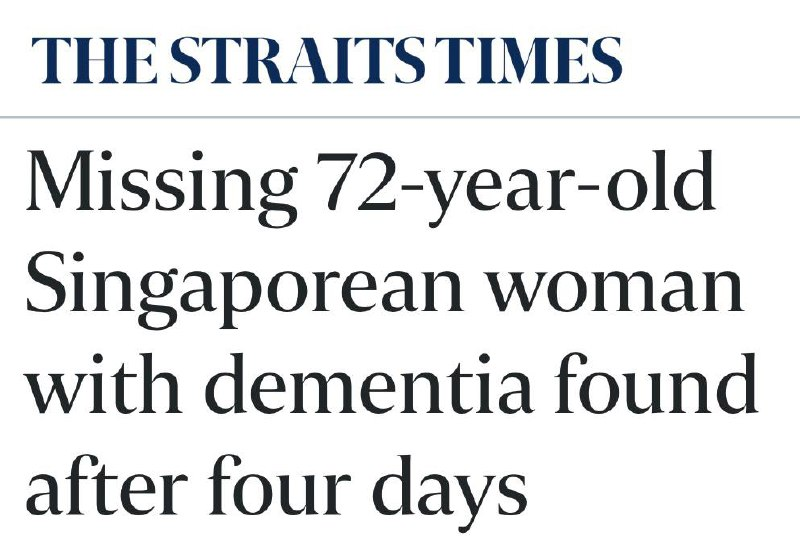 THE STRAITS TIMES
Missing 72-year-old
Singaporean woman
with dementia found
after four days